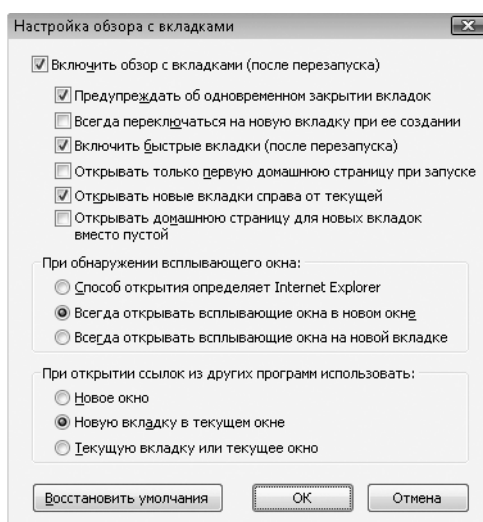 Настройка обзора с вкладками
Включить обзор с вкладками (после перезапуска)
Предупреждать об одновременном закрытии вкладок
Всегда переключаться на новую вкладку при ее создании
Включить быстрые вкладки (после перезапуска)
Открывать только первую домашнюю страницу при запуске
Открывать новые вкладки справа от текущей
Открывать домашнюю страницу для новых вкладок
вместо пустой
При обнаружении всплывающего окна:
Способ открытия определяет Internet Explorer
Всегда открывать всплывающие окна в новом окне
Всегда открывать всплывающие окна на новой вкладке
При открытии ссылок из других программ использовать:
Новое окно
Новую вкладку в текущем окне
Текущую вкладку или текущее окно
Восстановить умолчания
ОК
Отмена